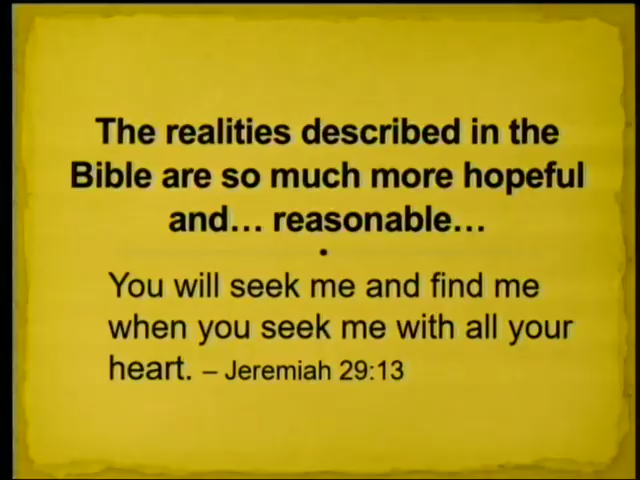 The realities described in the
Bible are so much more hopeful
and… reasonable…
You will seek me and find me
when you seek me with all your
heart. – Jeremiah 29:13